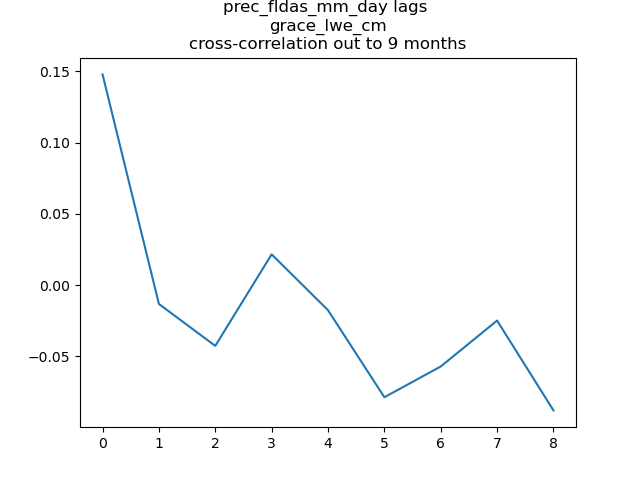 prec_fldas_mm_day lags
grace_lwe_cm
cross-correlation out to 9 months
0.15
0.10
0.05
0.00
−0.05
0 1 2 3 4 5 6 7 8